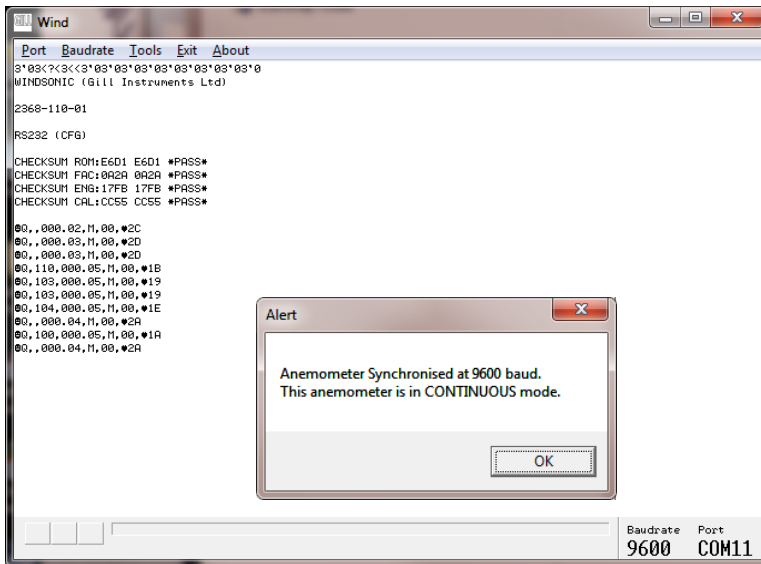 GILL Wind
Port Baudrate Tools Exit About
3*03<?<3<<3*03*03*03*03*03*03*03*03*03*0
WINDSONIC (Gill Instruments Ltd)
2368-110-01
RS232 (CFG)
CHECKSUM ROM:E6D1 E6D1 *PASS*
CHECKSUM FAC:0A2A 0A2A *PASS*
CHECKSUM ENG:17FB 17FB *PASS*
CHECKSUM CAL:CC55 CC55 *PASS*
☻Q,,000.02,M,00,♥2C
☻Q,,000.03,M,00,♥2D
☻Q,,000.03,M,00,♥2D
☻Q,110,000.05,M,00,♥1B
☻Q,103,000.05,M,00,♥19
☻Q,103,000.05,M,00,♥19
☻Q,104,000.05,M,00,♥1E
☻Q,,000.04,M,00,♥2A
☻Q,100,000.05,M,00,♥1A
☻Q,,000.04,M,00,♥2A
Alert
Anemometer Synchronised at 9600 baud.
This anemometer is in CONTINUOUS mode.
OK
Baudrate Port
9600 COM11